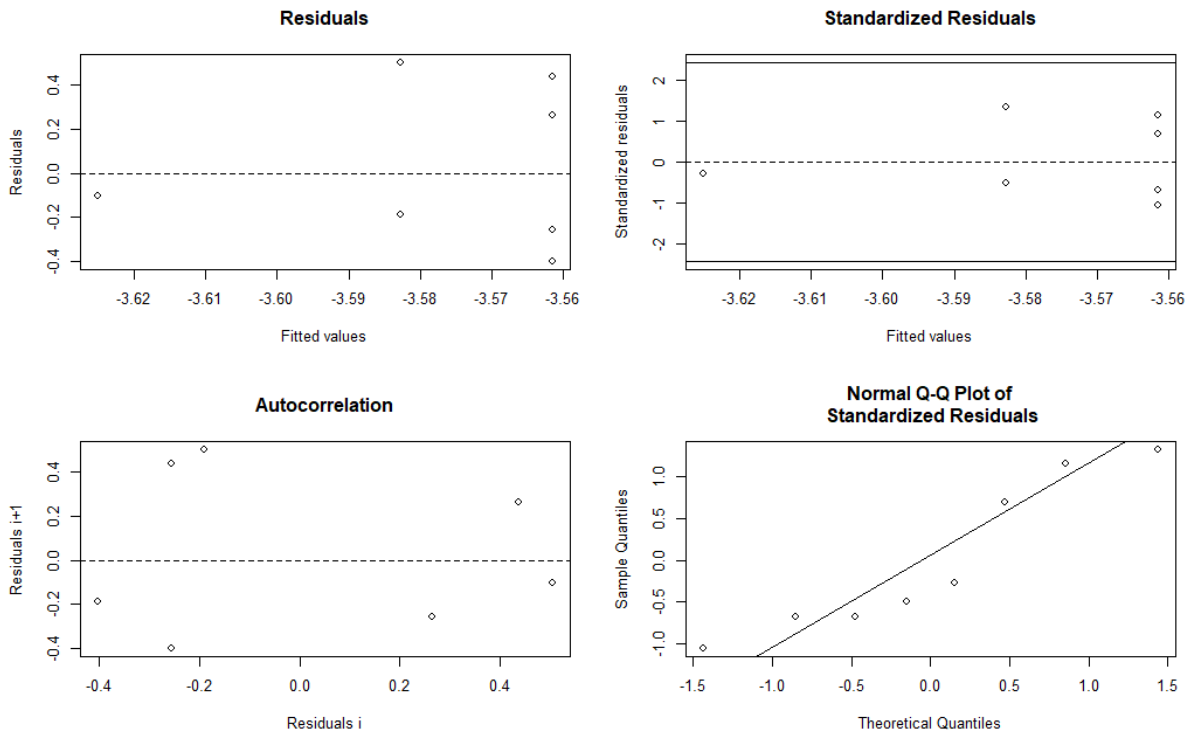 Residuals
Residuals
0.4
0.2
0.0
-0.2
-0.4
-3.62 -3.61 -3.60 -3.59 -3.58 -3.57 -3.56
Fitted values
Standardized Residuals
Standardized residuals
2
1
0
-1
-2
-3.62 -3.61 -3.60 -3.59 -3.58 -3.57 -3.56
Fitted values
Autocorrelation
Residuals i+1
0.4
0.2
0.0
-0.2
-0.4
-0.4 -0.2 0.0 0.2 0.4
Residuals i
Normal Q-Q Plot of
Standardized Residuals
Sample Quantiles
1.0
0.5
0.0
-0.5
-1.0
-1.5 -1.0 -0.5 0.0 0.5 1.0 1.5
Theoretical Quantiles